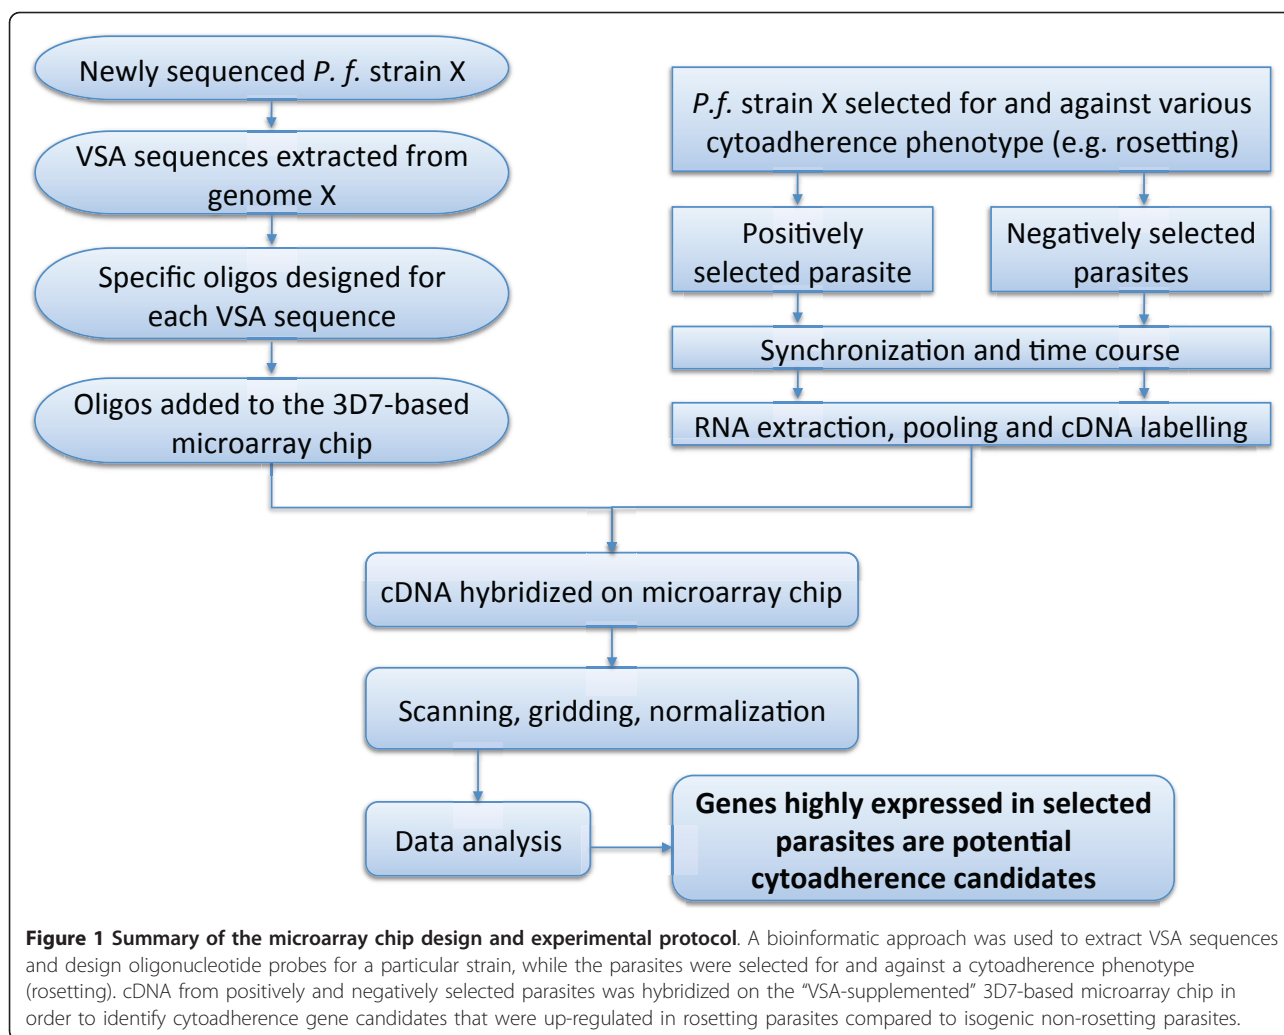 Newly sequenced P. f. strain X
VSA sequences extracted from
genome X
Specific oligos designed for
each VSA sequence
Oligos added to the 3D7-based
microarray chip
P.f. strain X selected for and against various
cytoadherence phenotype (e.g. rosetting)
Positively
selected parasite
Negatively selected
parasites
Synchronization and time course
RNA extraction, pooling and cDNA labelling
cDNA hybridized on microarray chip
Scanning, gridding, normalization
Data analysis
Genes highly expressed in selected
parasites are potential
cytoadherence candidates
Figure 1 Summary of the microarray chip design and experimental protocol. A bioinformatic approach was used to extract VSA sequences
and design oligonucleotide probes for a particular strain, while the parasites were selected for and against a cytoadherence phenotype
(rosetting). cDNA from positively and negatively selected parasites was hybridized on the “VSA-supplemented” 3D7-based microarray chip in
order to identify cytoadherence gene candidates that were up-regulated in rosetting parasites compared to isogenic non-rosetting parasites.